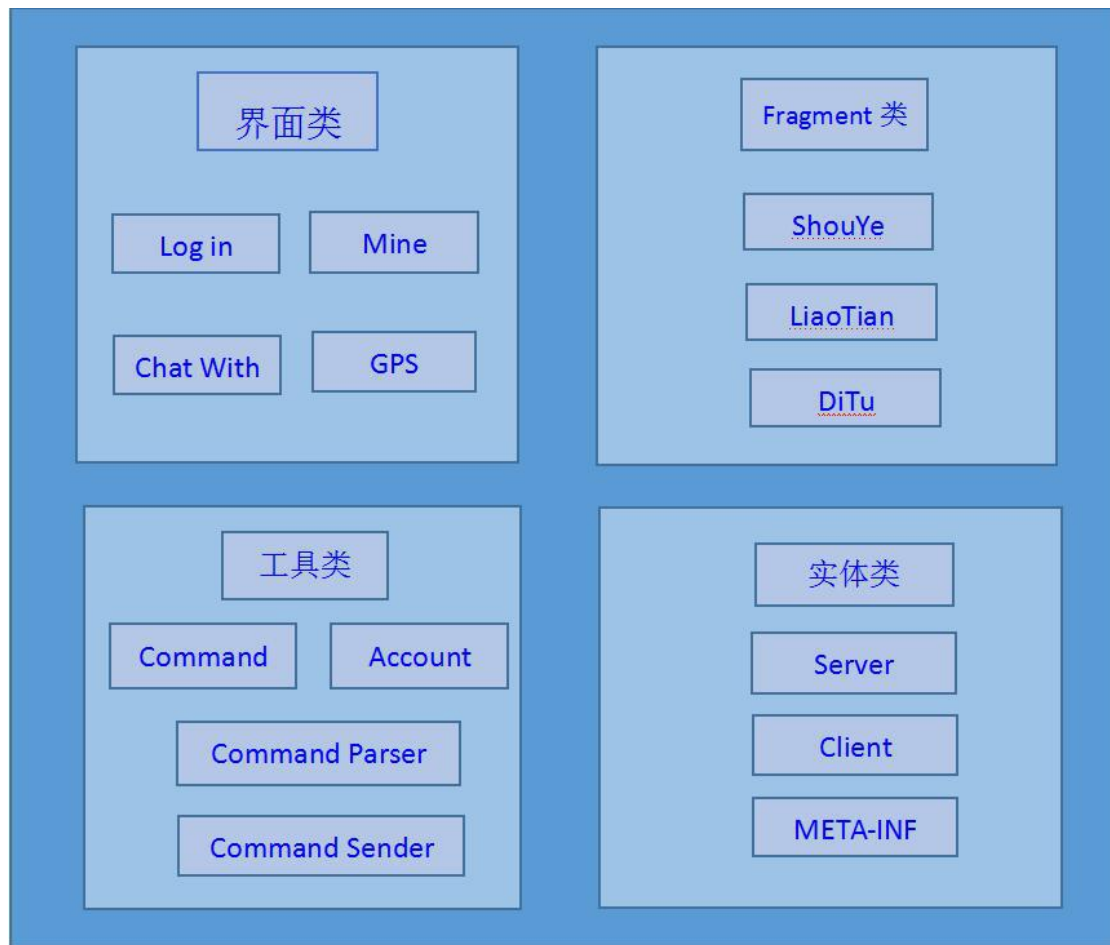 界面类
Log in
Mine
Chat With
GPS
Fragment 类
ShouYe
LiaoTian
DiTu
工具类
Command
Account
Command Parser
Command Sender
实体类
Server
Client
META-INF